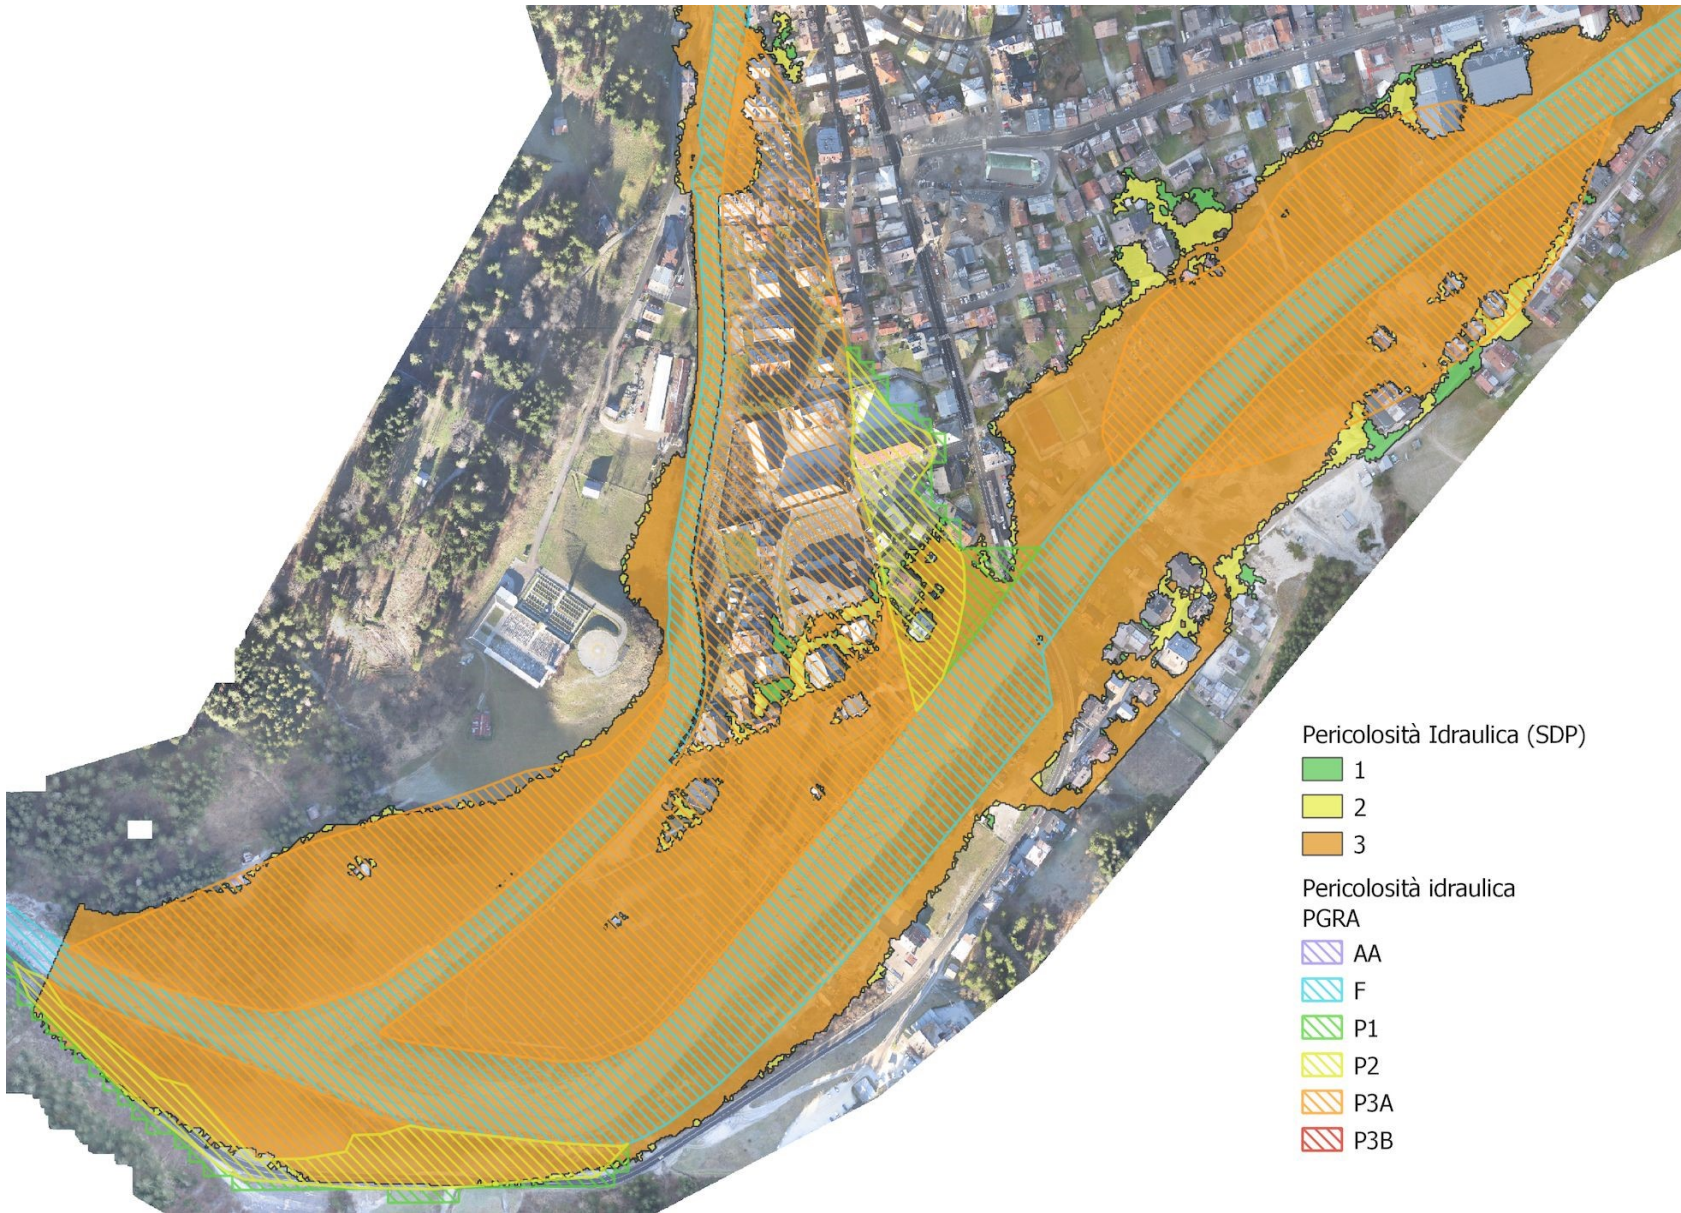 Pericolosità Idraulica (SDP)
1
2
3
Pericolosità idraulica
PGRA
AA
F
P1
P2
P3A
P3B